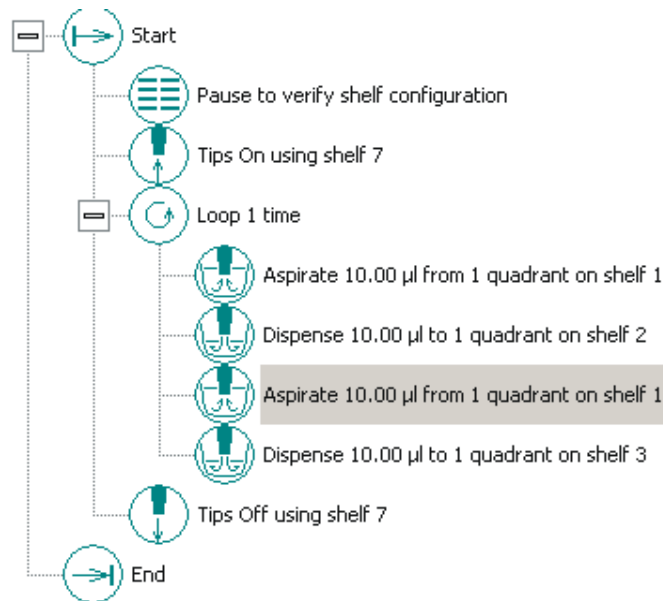 Start
Pause to verify shelf configuration
Tips On using shelf 7
Loop 1 time
Aspirate 10.00 µl from 1 quadrant on shelf 1
Dispense 10.00 µl to 1 quadrant on shelf 2
Aspirate 10.00 µl from 1 quadrant on shelf 1
Dispense 10.00 µl to 1 quadrant on shelf 3
Tips Off using shelf 7
End